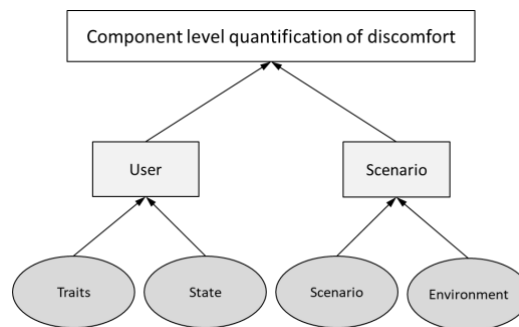 Component level quantification of discomfort
User
Scenario
Traits
State
Scenario
Environment